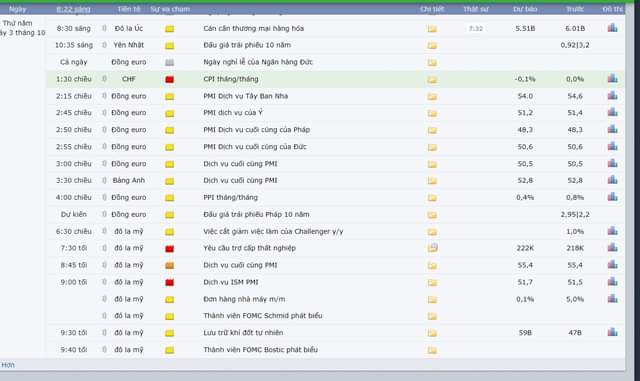 Ngày 8:22 sáng Tiền tệ Sự va chạm Chi tiết Thật sự Dự báo Trước Đồ thị
Thứ năm 8:30 sáng Đô la Úc Cán cân thương mại hàng hóa 7:32 5.51B 6.01B
ày 3 tháng 10
10:35 sáng Yên Nhật Đấu giá trái phiếu 10 năm 0,92|3,2
Cả ngày Đồng euro Ngày nghỉ lễ của Ngân hàng Đức
1:30 chiều CHF CPI tháng/tháng -0,1% 0,0%
2:15 chiều Đồng euro PMI Dịch vụ Tây Ban Nha 54.0 54,6
2:45 chiều Đồng euro PMI dịch vụ của Ý 51,2 51,4
2:50 chiều Đồng euro PMI Dịch vụ cuối cùng của Pháp 48,3 48,3
2:55 chiều Đồng euro PMI Dịch vụ cuối cùng của Đức 50,6 50,6
3:00 chiều Đồng euro Dịch vụ cuối cùng PMI 50,5 50,5
3:30 chiều Bảng Anh Dịch vụ cuối cùng PMI 52,8 52,8
4:00 chiều Đồng euro PPI tháng/tháng 0,4% 0,8%
Dự kiến Đồng euro Đấu giá trái phiếu Pháp 10 năm 2,95|2,2
6:30 chiều đô la mỹ Việc cắt giảm việc làm của Challenger y/y 1,0%
7:30 tối đô la mỹ Yêu cầu trợ cấp thất nghiệp 222K 218K
8:45 tối đô la mỹ Dịch vụ cuối cùng PMI 55,4 55,4
9:00 tối đô la mỹ Dịch vụ ISM PMI 51,7 51,5
đô la mỹ Đơn hàng nhà máy m/m 0,1% 5,0%
đô la mỹ Thành viên FOMC Schmid phát biểu
9:30 tối đô la mỹ Lưu trữ khí đốt tự nhiên 59B 47B
9:40 tối đô la mỹ Thành viên FOMC Bostic phát biểu
Hơn